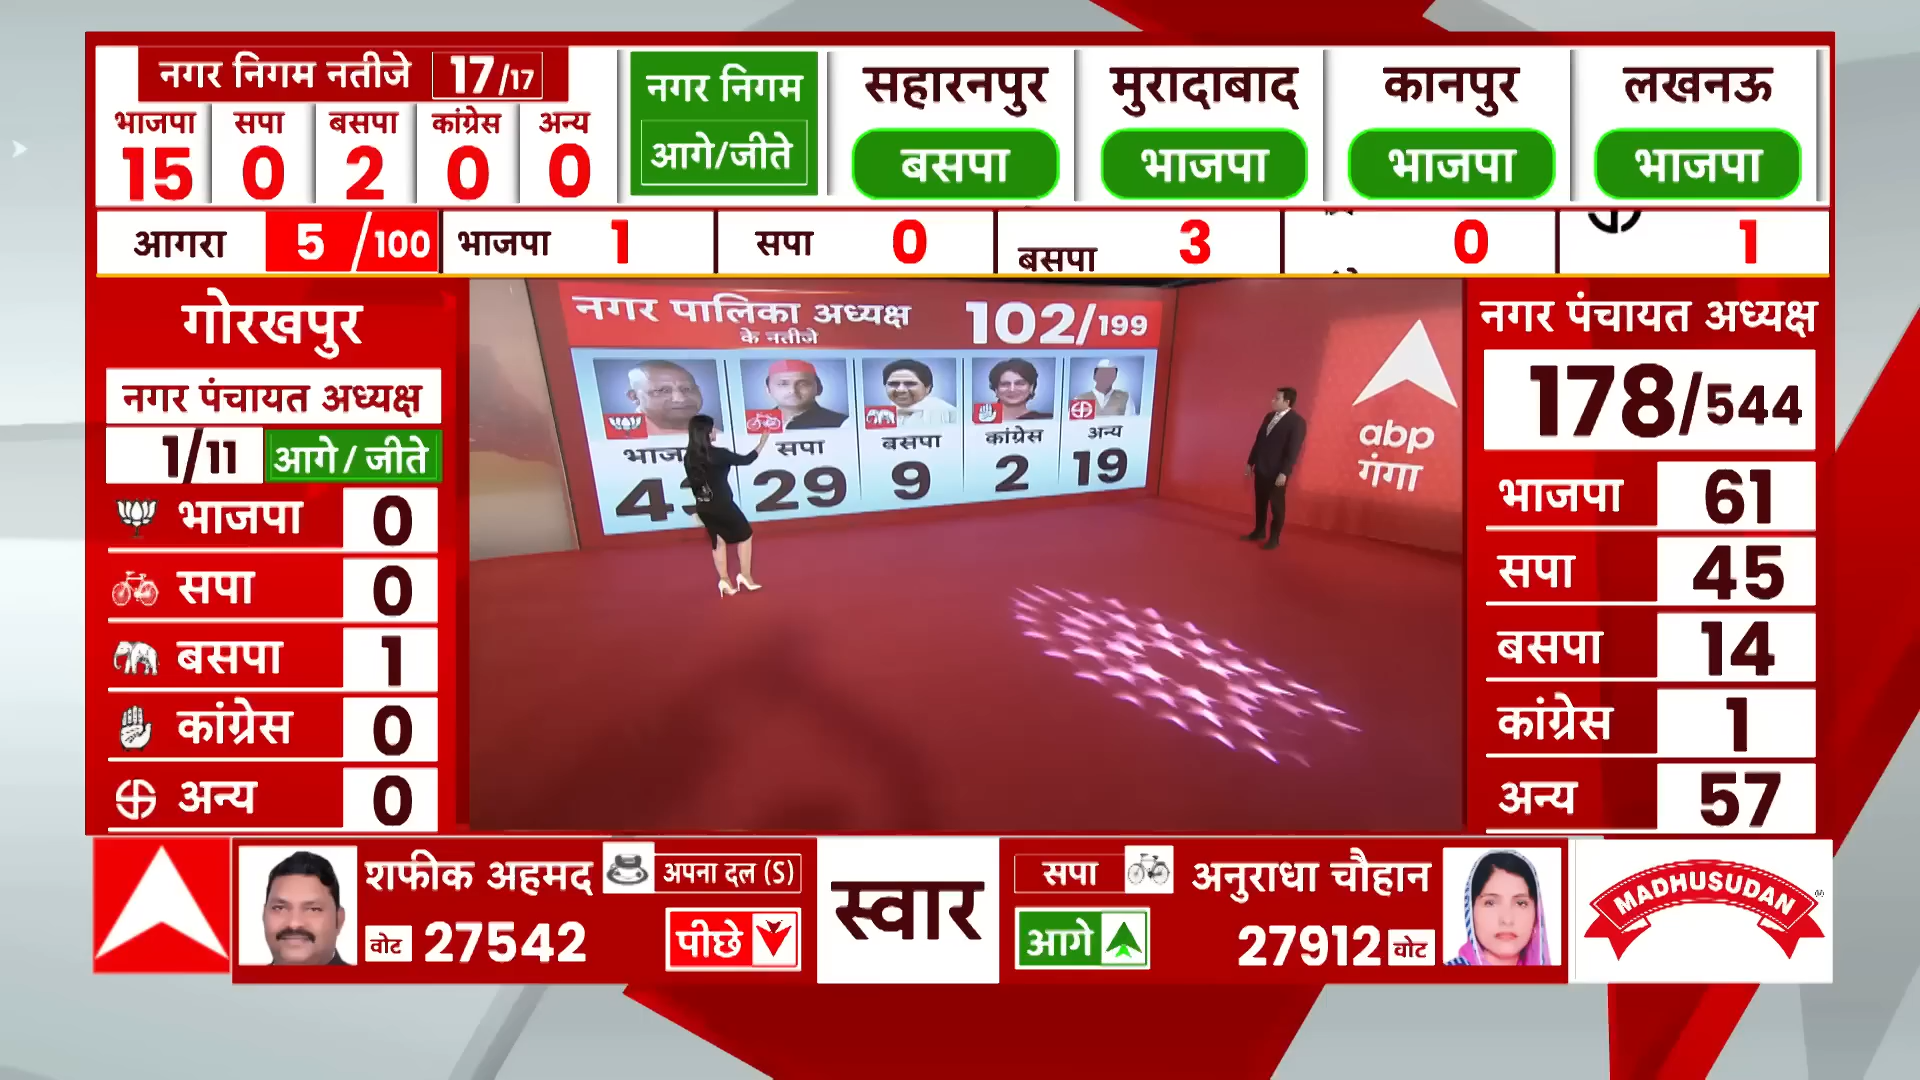 नगर निगम नतीजे 17/17
भाजपा सपा बसपा कांग्रेस अन्य
15 0 2 0 0
नगर निगम
आगे/जीते
सहारनपुर मुरादाबाद कानपुर लखनऊ
बसपा भाजपा भाजपा भाजपा
आगरा 5/100 भाजपा 1 सपा 0 बसपा 3 0 1
गोरखपुर
नगर पंचायत अध्यक्ष
1/11 आगे / जीते
भाजपा 0
सपा 0
बसपा 1
कांग्रेस 0
अन्य 0
नगर पालिका अध्यक्ष 102/199
के नतीजे
सपा बसपा कांग्रेस अन्य
29 9 2 19
abp
गंगा
नगर पंचायत अध्यक्ष
178/544
भाजपा 61
सपा 45
बसपा 14
कांग्रेस 1
अन्य 57
शफीक अहमद अपना दल (S)
वोट 27542 पीछे
स्वार
सपा अनुराधा चौहान
आगे 27912 वोट
MADHUSUDAN